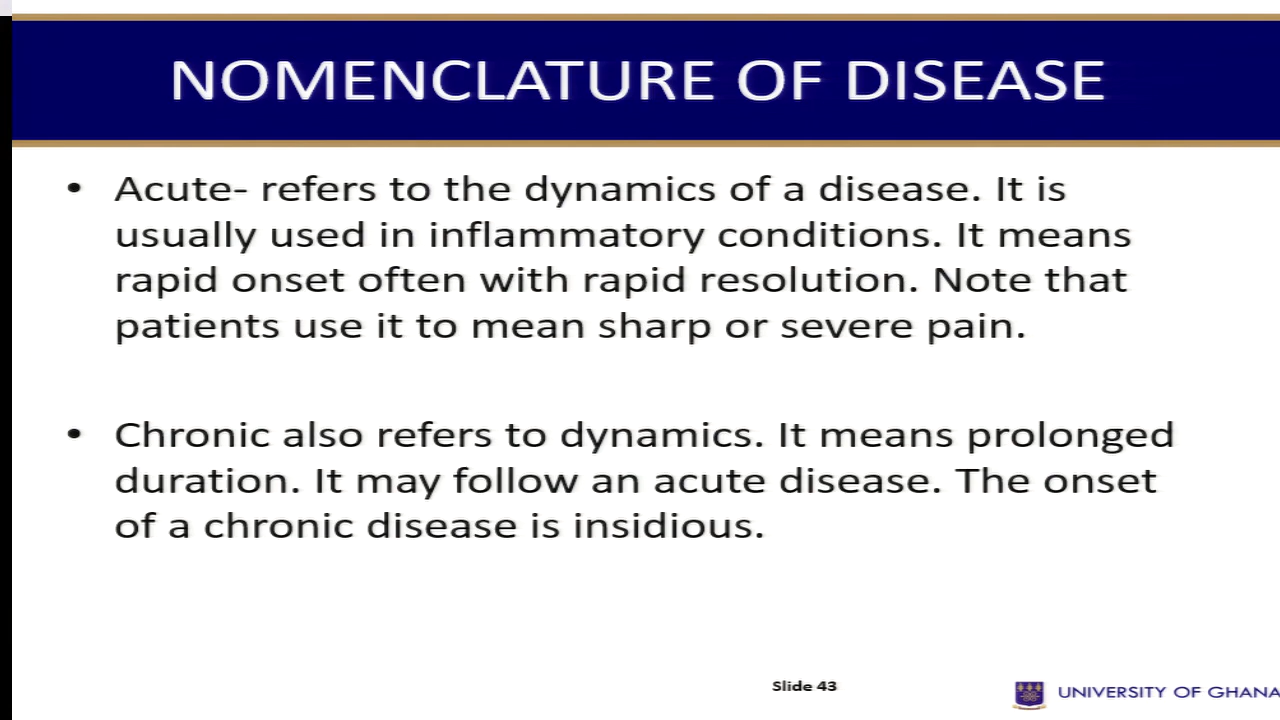 NOMENCLATURE OF DISEASE
• Acute- refers to the dynamics of a disease. It is
usually used in inflammatory conditions. It means
rapid onset often with rapid resolution. Note that
patients use it to mean sharp or severe pain.
• Chronic also refers to dynamics. It means prolonged
duration. It may follow an acute disease. The onset
of a chronic disease is insidious.
Slide 43
UNIVERSITY OF GHANA